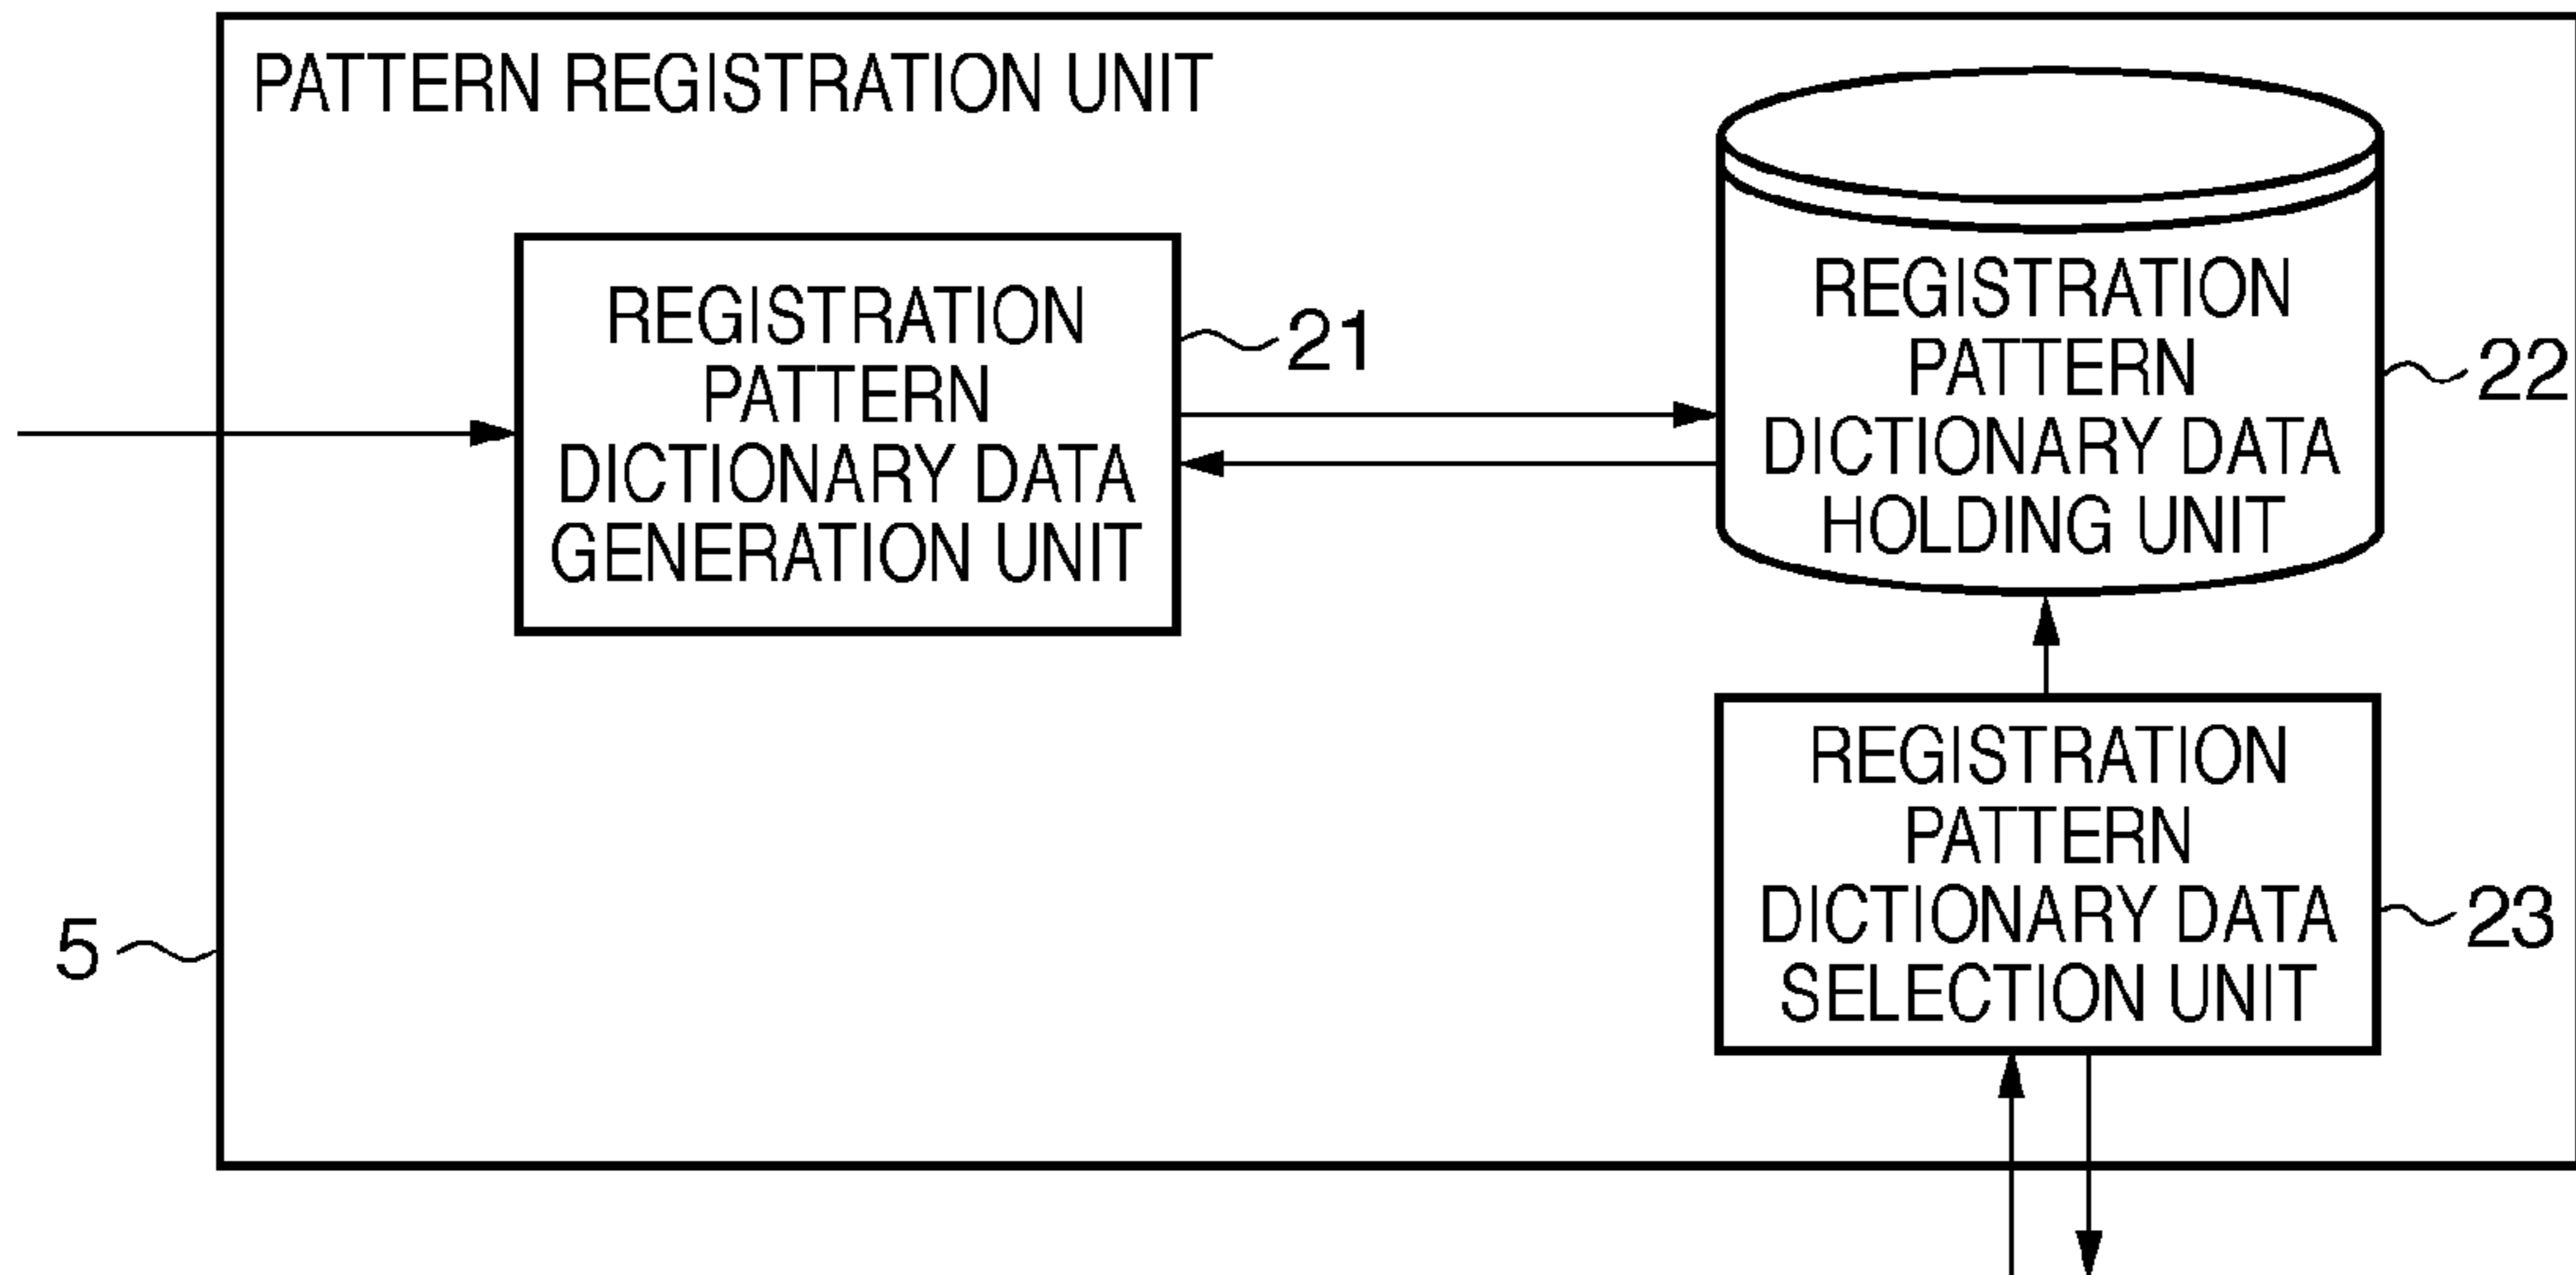 PATTERN REGISTRATION UNIT
REGISTRATION
PATTERN
DICTIONARY DATA
GENERATION UNIT
21
REGISTRATION
PATTERN
DICTIONARY DATA
HOLDING UNIT
22
REGISTRATION
PATTERN
DICTIONARY DATA
SELECTION UNIT
23
5